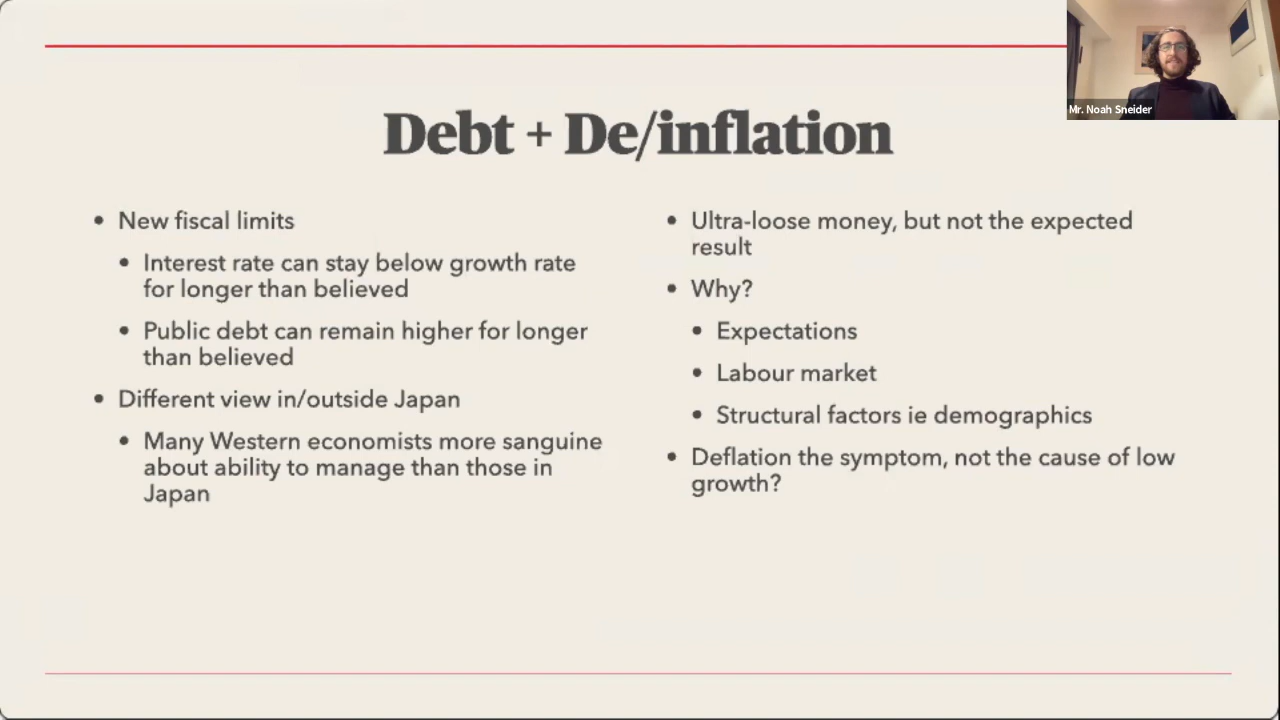 Mr. Noah Sneider
Debt + De/inflation
• New fiscal limits
• Interest rate can stay below growth rate
for longer than believed
• Public debt can remain higher for longer
than believed
• Different view in/outside Japan
• Many Western economists more sanguine
about ability to manage than those in
Japan
• Ultra-loose money, but not the expected
result
• Why?
• Expectations
• Labour market
• Structural factors ie demographics
• Deflation the symptom, not the cause of low
growth?